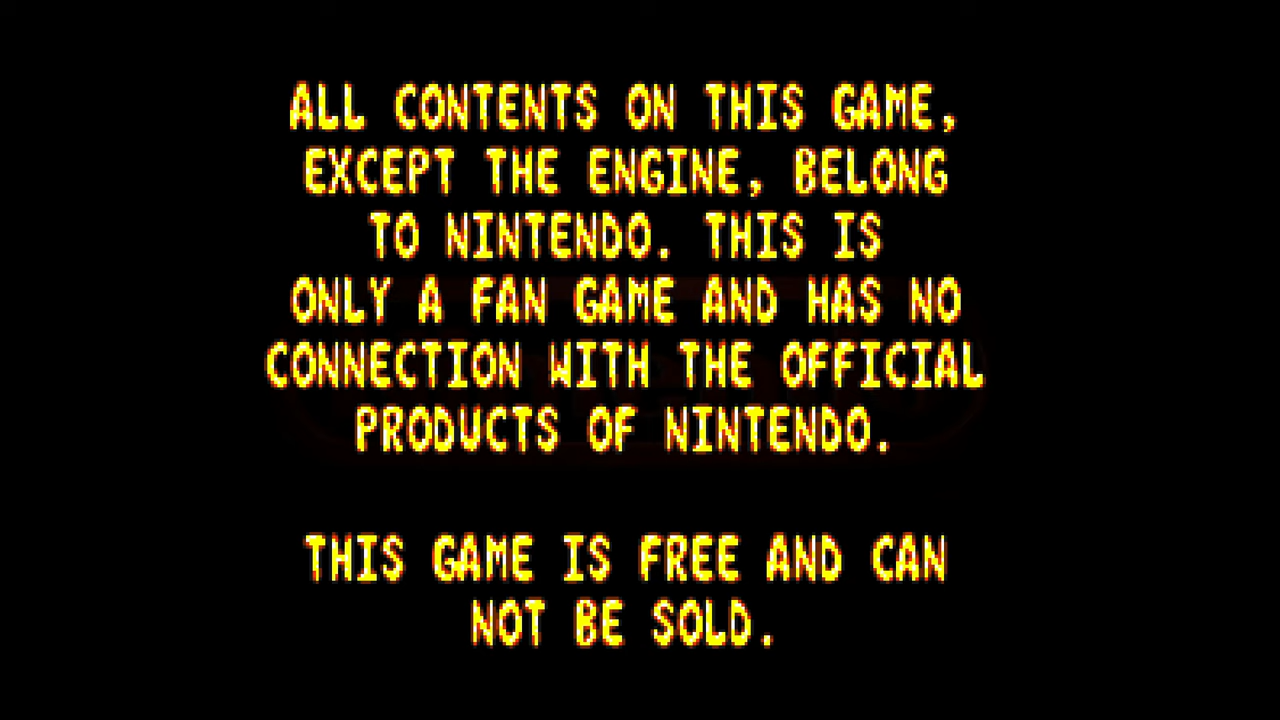 ALL CONTENTS ON THIS GAME,
EXCEPT THE ENGINE, BELONG
TO NINTENDO. THIS IS
ONLY A FAN GAME AND HAS NO
CONNECTION WITH THE OFFICIAL
PRODUCTS OF NINTENDO.
THIS GAME IS FREE AND CAN
NOT BE SOLD.